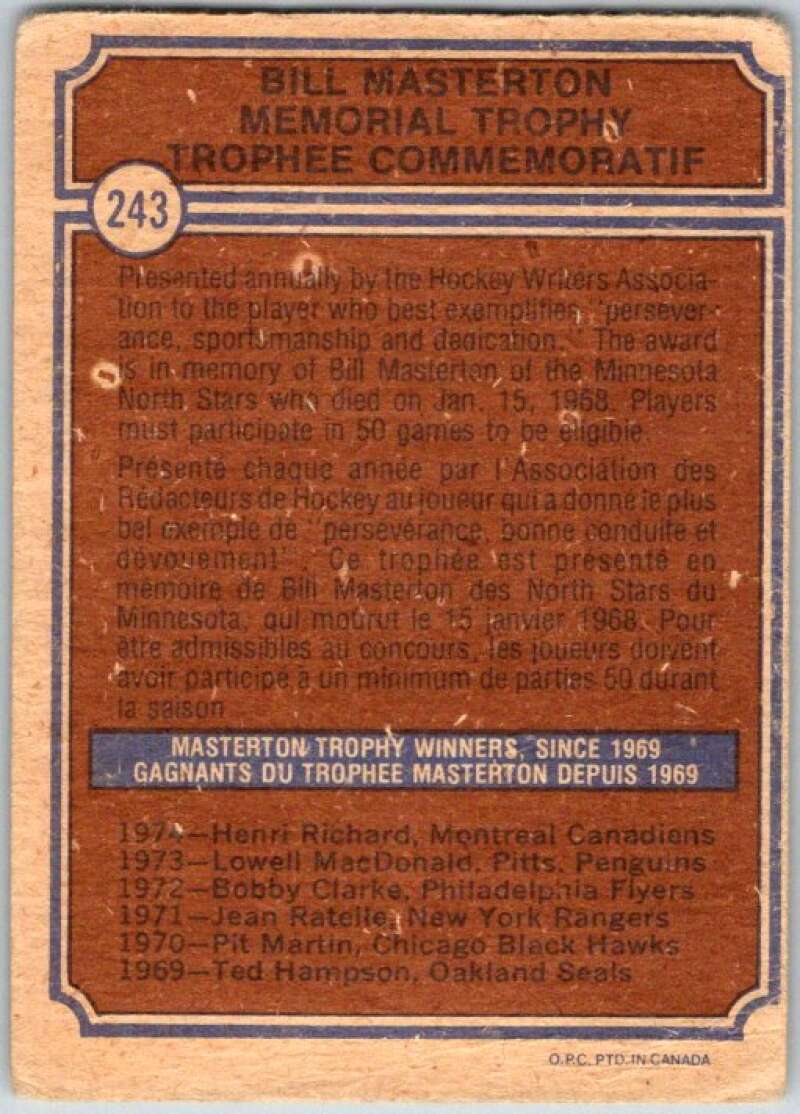 BILL MASTERTON
MEMORIAL TROPHY
TROPHEE COMMEMORATIF
243
Presented annually by the Hockey Writers Associa-
tion to the player who best exemplifies "persever-
ance, sportsmanship and dedication." The award
is in memory of Bill Masterton of the Minnesota
North Stars who died on Jan. 15, 1968. Players
must participate in 50 games to be eligible.
Présenté chaque année par l'Association des
Rédacteurs de Hockey au joueur qui a donné le plus
bel exemple de "persévérance, bonne conduite et
dévouement". Ce trophée est présenté en
mémoire de Bill Masterton des North Stars du
Minnesota, qui mourut le 15 janvier 1968. Pour
être admissibles au concours, les joueurs doivent
avoir participé à un minimum de parties 50 durant
la saison
MASTERTON TROPHY WINNERS, SINCE 1969
GAGNANTS DU TROPHEE MASTERTON DEPUIS 1969
1974—Henri Richard, Montreal Canadiens
1973—Lowell MacDonald, Pitts. Penguins
1972—Bobby Clarke, Philadelphia Flyers
1971—Jean Ratelle, New York Rangers
1970—Pit Martin, Chicago Black Hawks
1969—Ted Hampson, Oakland Seals
O.P.C. PTD. IN CANADA